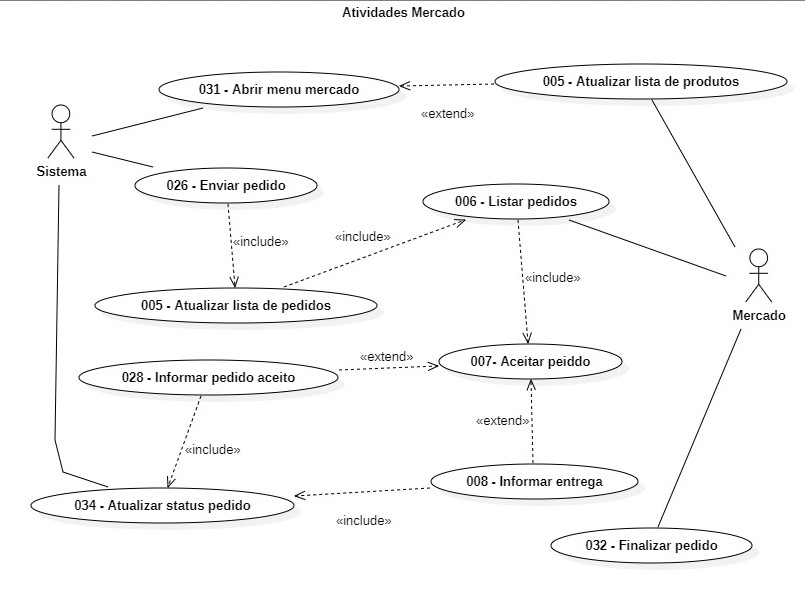 Atividades Mercado
031 - Abrir menu mercado
005 - Atualizar lista de produtos
«extend»
Sistema
026 - Enviar pedido
006 - Listar pedidos
«include»
«include»
«include»
005 - Atualizar lista de pedidos
Mercado
«extend»
007- Aceitar peiddo
028 - Informar pedido aceito
«extend»
«include»
008 - Informar entrega
034 - Atualizar status pedido
«include»
032 - Finalizar pedido